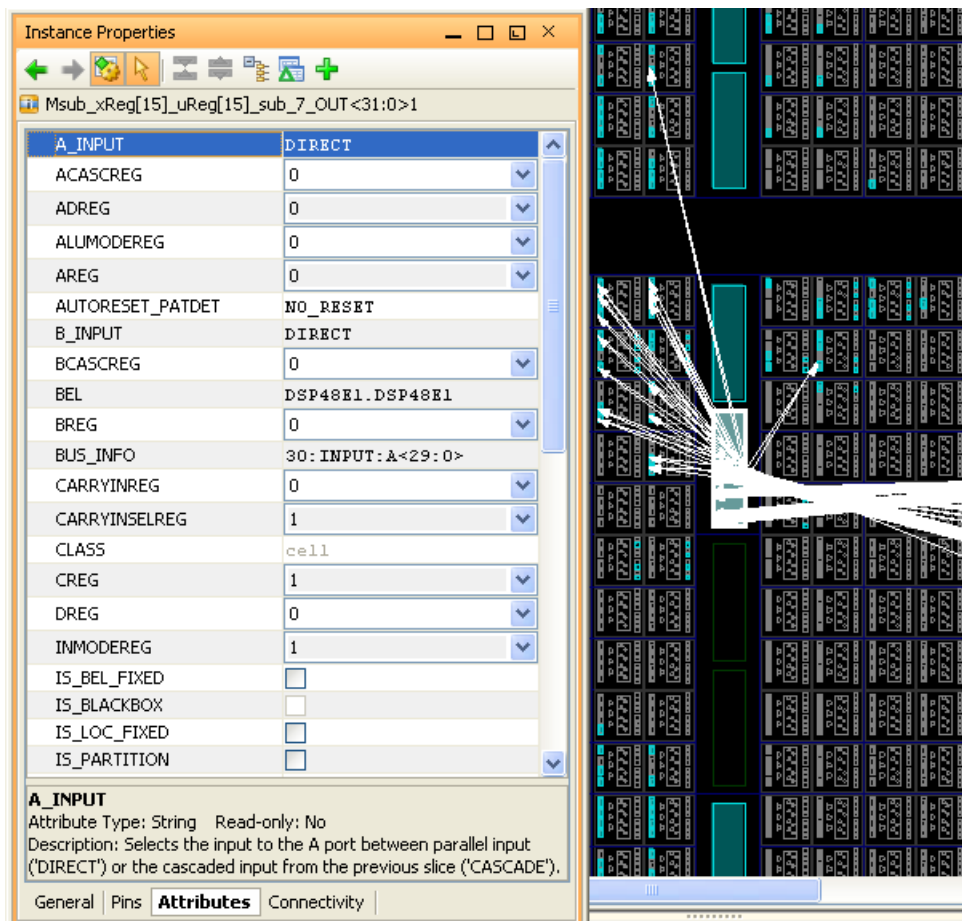 Instance Properties
Msub_xReg[15]_uReg[15]_sub_7_OUT<31:0>1
A_INPUT DIRECT
ACASCREG 0
ADREG 0
ALUMODEREG 0
AREG 0
AUTORESET_PATDET NO_RESET
B_INPUT DIRECT
BCASCREG 0
BEL DSP48E1.DSP48E1
BREG 0
BUS_INFO 30:INPUT:A<29:0>
CARRYINREG 0
CARRYINSELREG 1
CLASS cell
CREG 1
DREG 0
INMODEREG 1
IS_BEL_FIXED
IS_BLACKBOX
IS_LOC_FIXED
IS_PARTITION
A_INPUT
Attribute Type: String Read-only: No
Description: Selects the input to the A port between parallel input
('DIRECT') or the cascaded input from the previous slice ('CASCADE').
General Pins Attributes Connectivity